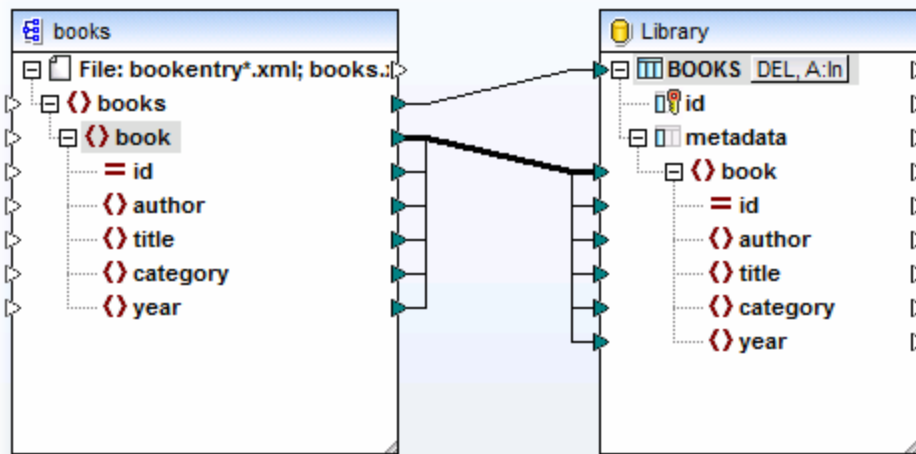 books
File: bookentry*.xml; books.:
books
book
id
author
title
category
year
Library
BOOKS DEL, A:In
id
metadata
book
id
author
title
category
year